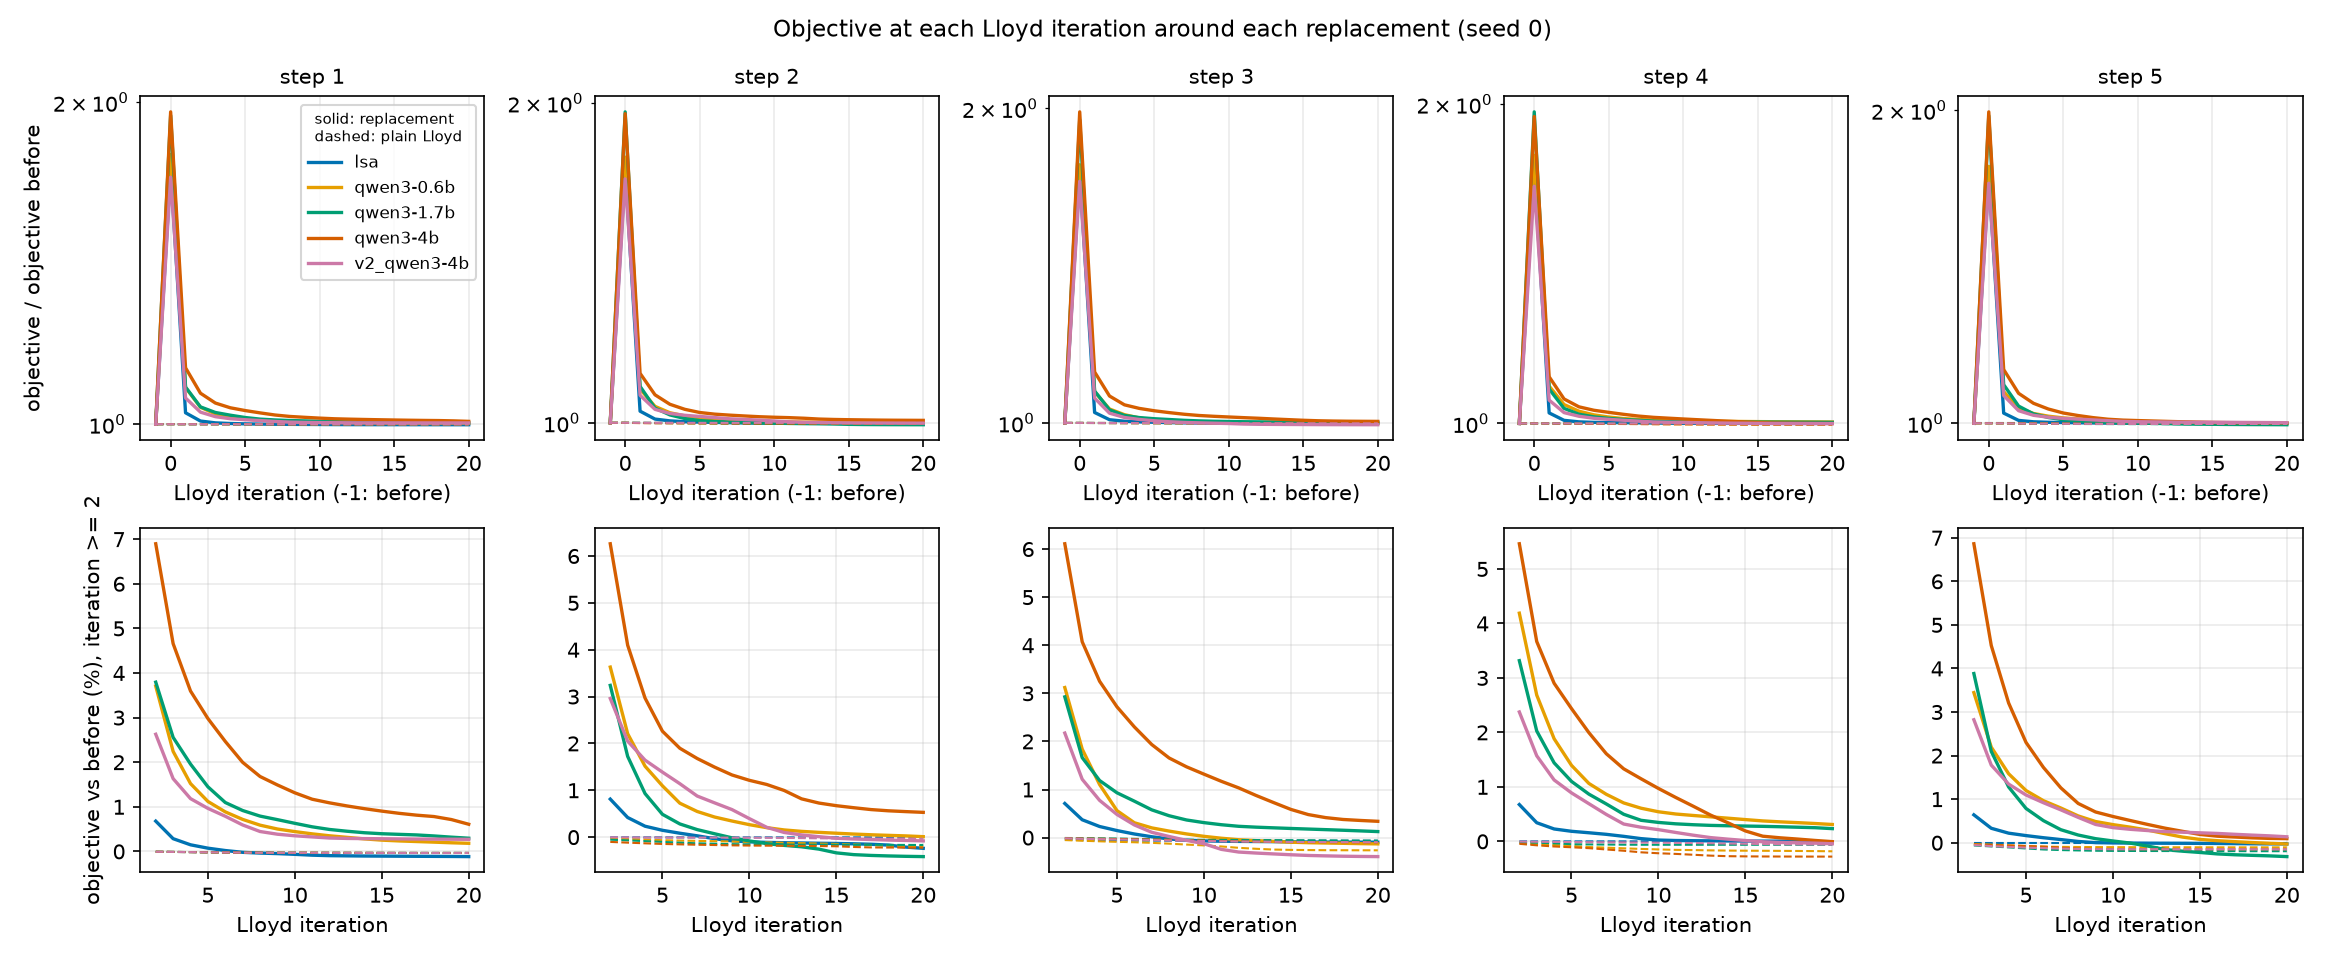 Objective at each Lloyd iteration around each replacement (seed 0)
step 1
step 2
step 3
step 4
step 5
objective / objective before
2 × 10⁰
10⁰
2 × 10⁰
10⁰
2 × 10⁰
10⁰
2 × 10⁰
10⁰
2 × 10⁰
10⁰
solid: replacement
dashed: plain Lloyd
lsa
qwen3-0.6b
qwen3-1.7b
qwen3-4b
v2_qwen3-4b
0 5 10 15 20
0 5 10 15 20
0 5 10 15 20
0 5 10 15 20
0 5 10 15 20
Lloyd iteration (-1: before)
Lloyd iteration (-1: before)
Lloyd iteration (-1: before)
Lloyd iteration (-1: before)
Lloyd iteration (-1: before)
objective vs before (%), iteration >= 2
7
6
5
4
3
2
1
0
6
5
4
3
2
1
0
6
5
4
3
2
1
0
5
4
3
2
1
0
7
6
5
4
3
2
1
0
5 10 15 20
5 10 15 20
5 10 15 20
5 10 15 20
5 10 15 20
Lloyd iteration
Lloyd iteration
Lloyd iteration
Lloyd iteration
Lloyd iteration